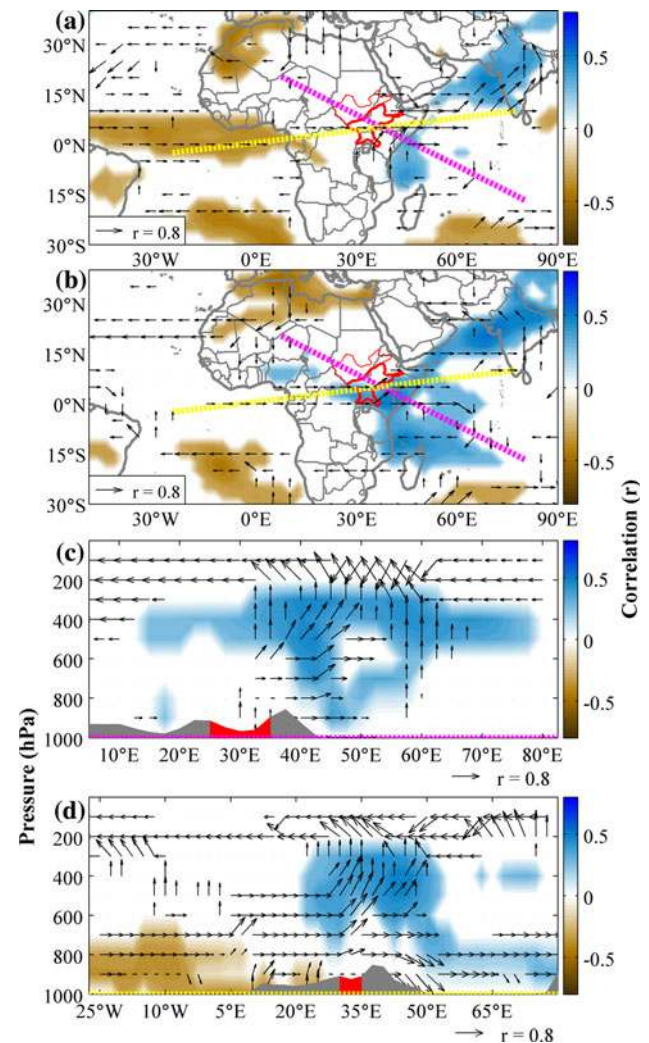 (a)
30°N
15°N
0°N
15°S
30°S
r = 0.8
30°W 0°E 30°E 60°E 90°E
0.5
0
-0.5
(b)
30°N
15°N
0°N
15°S
30°S
r = 0.8
30°W 0°E 30°E 60°E 90°E
0.5
0
-0.5
Correlation (r)
(c)
200
400
600
800
1000
10°E 20°E 30°E 40°E 50°E 60°E 70°E 80°E
r = 0.8
0.5
0
-0.5
Pressure (hPa)
(d)
200
400
600
800
1000
25°W 10°W 5°E 20°E 35°E 50°E 65°E
r = 0.8
0.5
0
-0.5